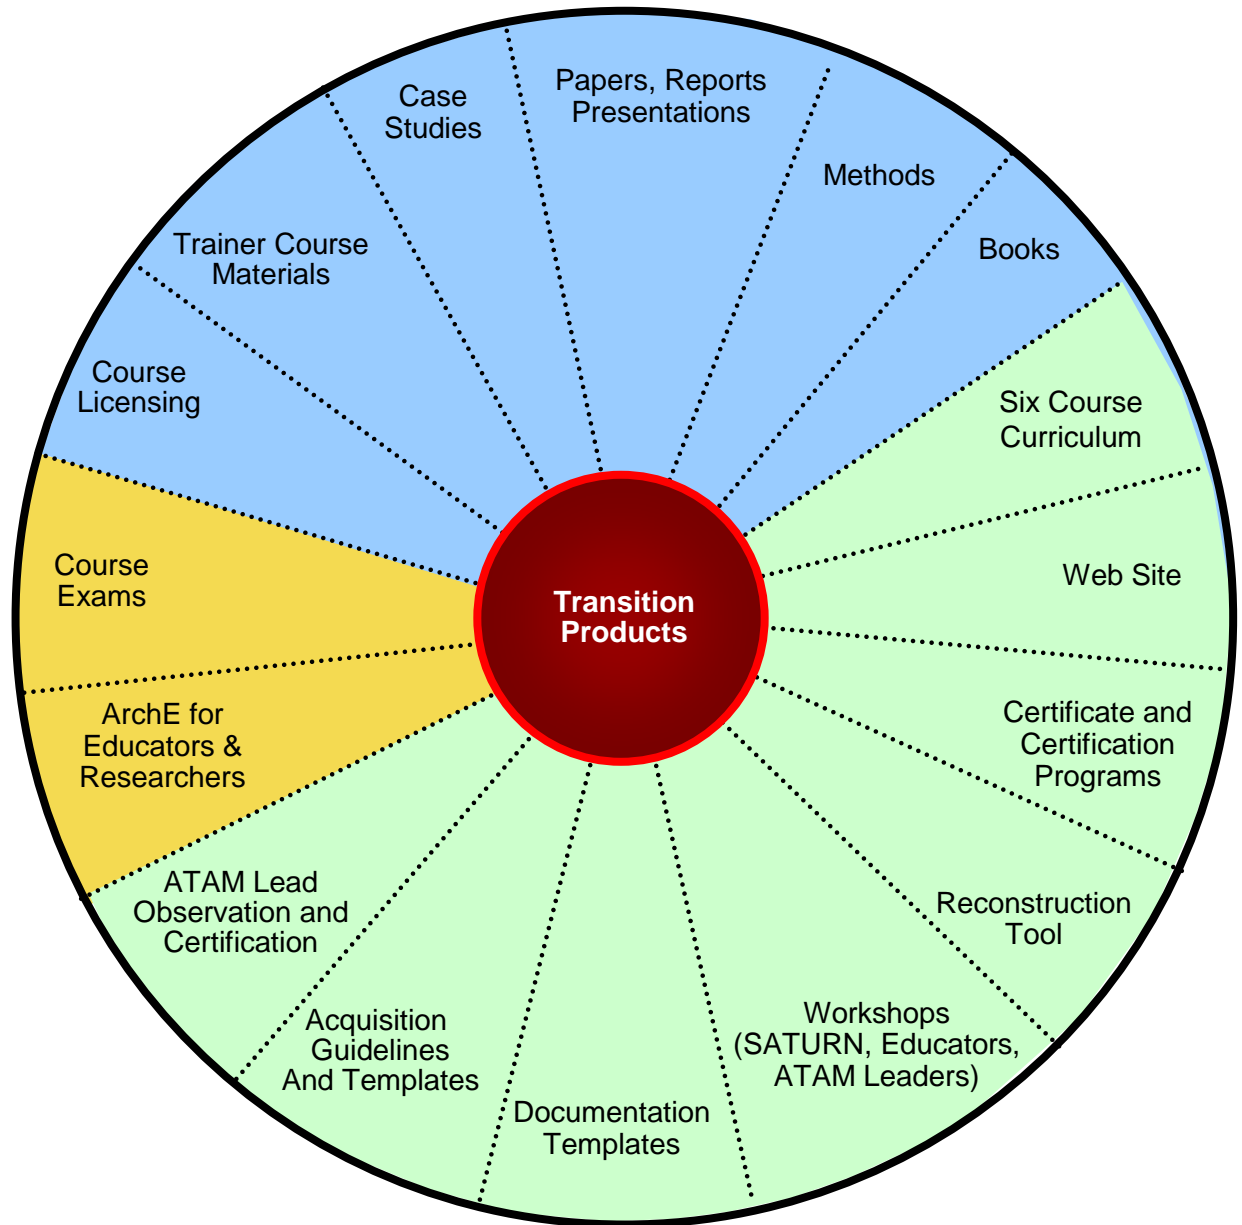 Papers, Reports
Presentations
Methods
Books
Six Course
Curriculum
Web Site
Certificate and
Certification
Programs
Reconstruction
Tool
Workshops
(SATURN, Educators,
ATAM Leaders)
Documentation
Templates
Acquisition
Guidelines
And Templates
ATAM Lead
Observation and
Certification
ArchE for
Educators &
Researchers
Course
Exams
Course
Licensing
Trainer Course
Materials
Case
Studies
Transition
Products